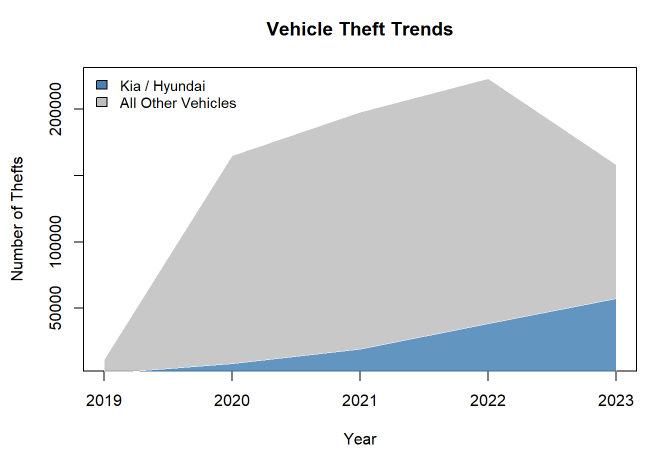 Vehicle Theft Trends
Kia / Hyundai
All Other Vehicles
200000
100000
50000
Number of Thefts
2019 2020 2021 2022 2023
Year